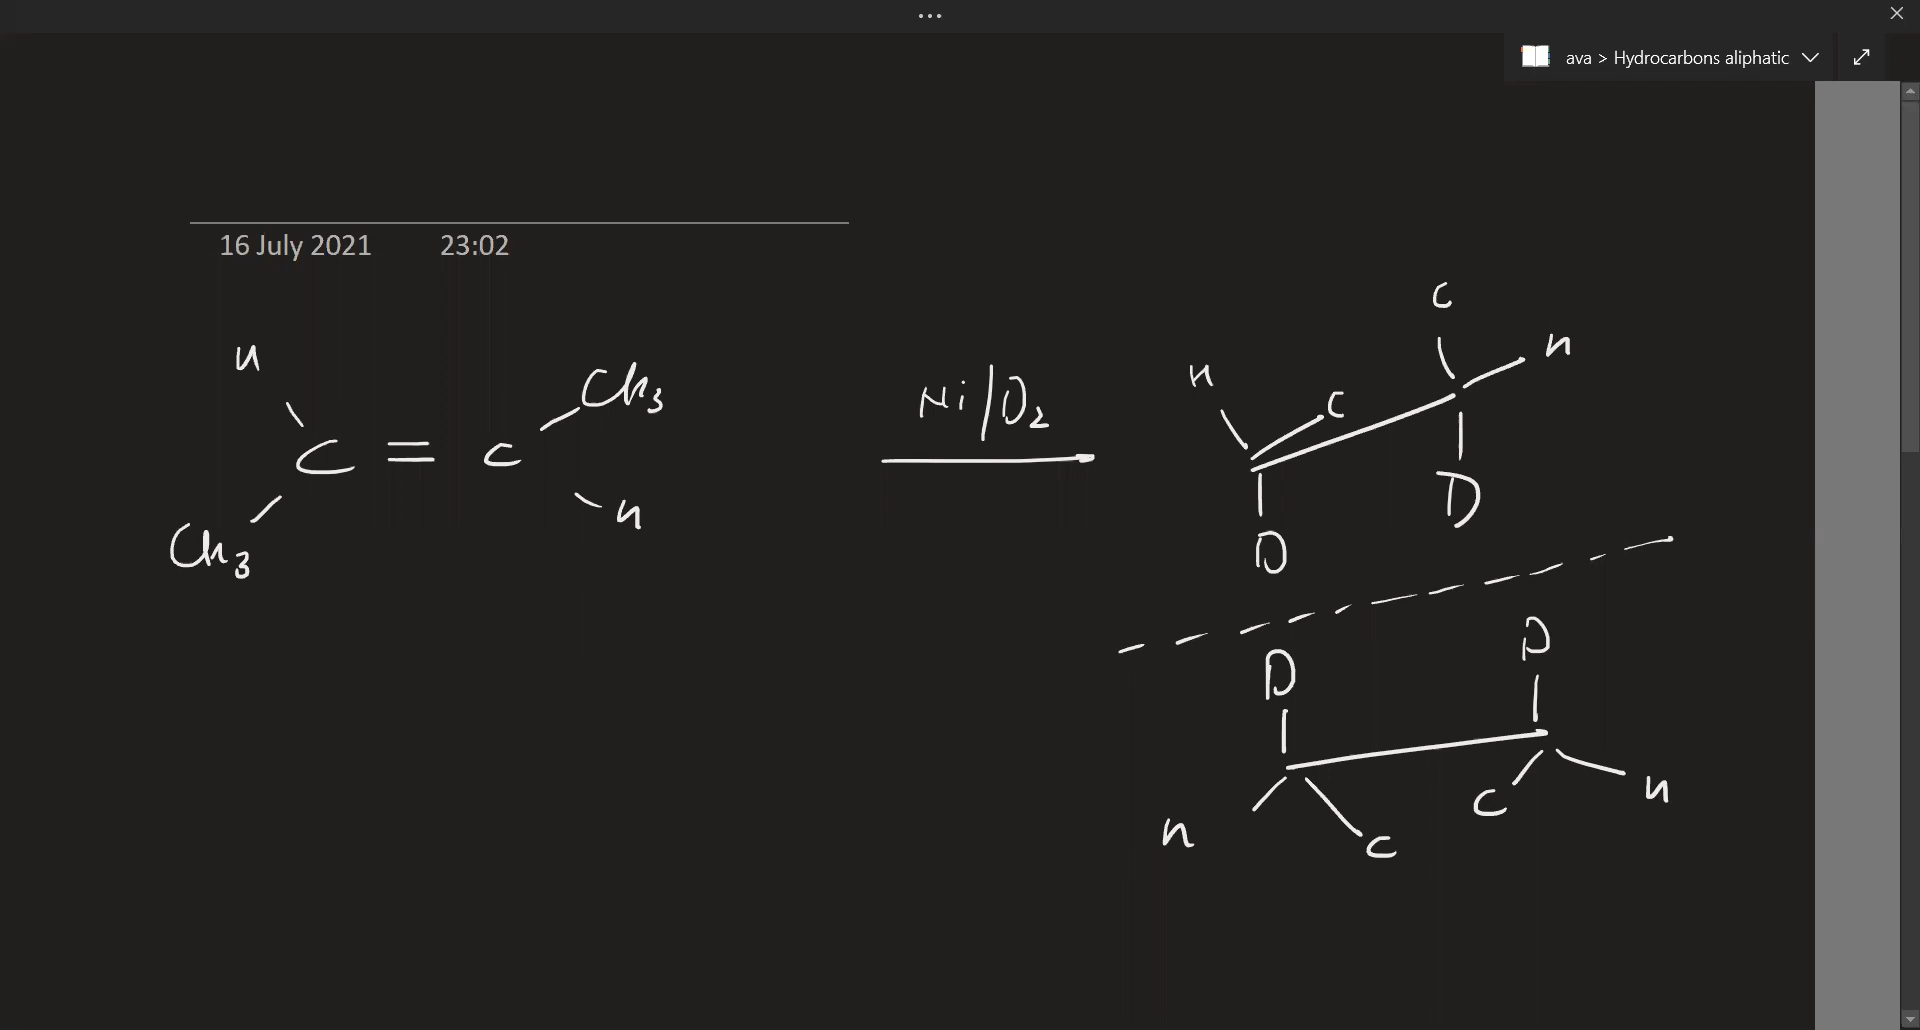 ava > Hydrocarbons aliphatic
16 July 2021 23:02
H CH3
C = C
CH3 H
Ni/D2
C
H C H
D D
D D
H C C H